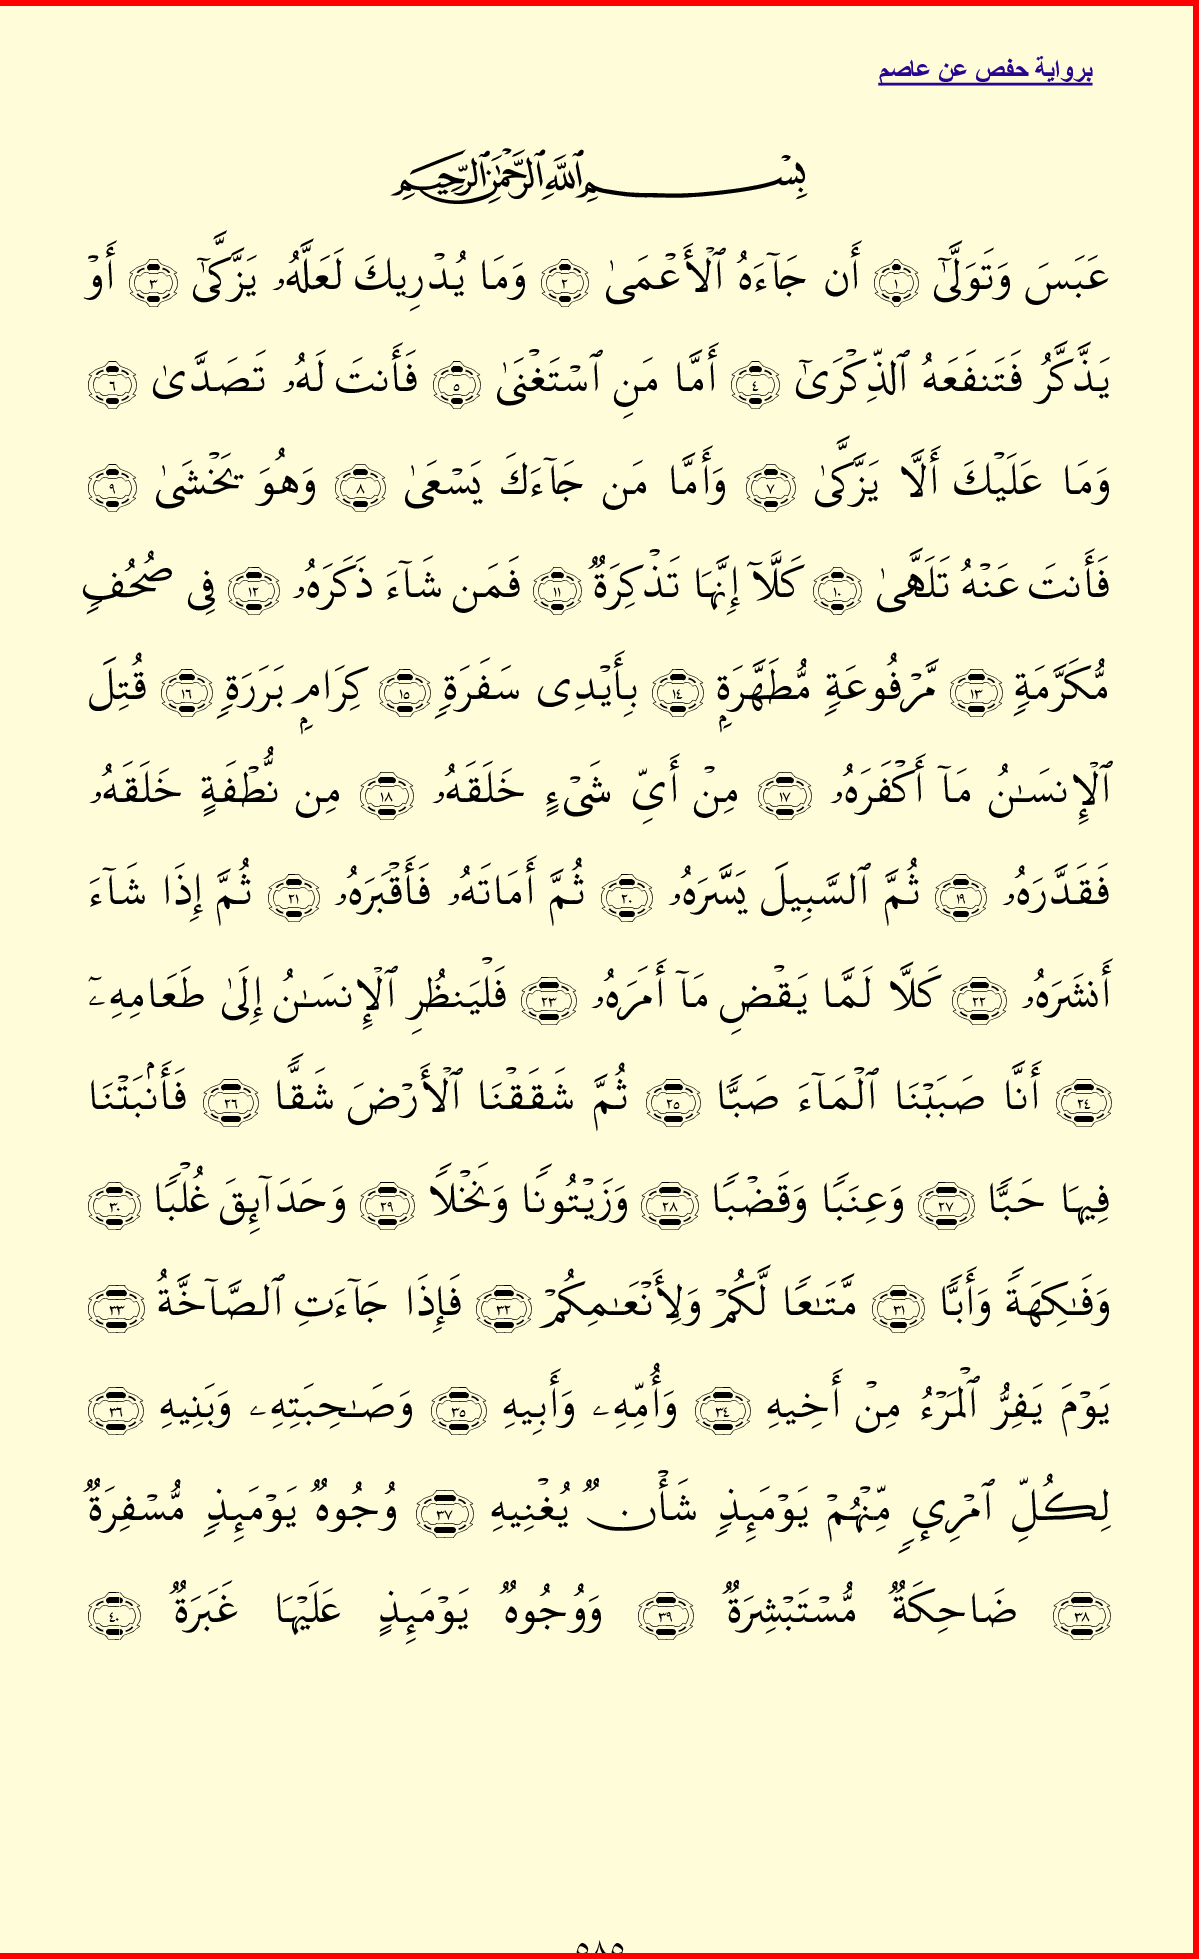 برواية حفص عن عاصم
بِسْمِ ٱللَّهِ ٱلرَّحْمَٰنِ ٱلرَّحِيمِ
عَبَسَ وَتَوَلَّىٰٓ ١ أَن جَآءَهُ ٱلْأَعْمَىٰ ٢ وَمَا يُدْرِيكَ لَعَلَّهُۥ يَزَّكَّىٰٓ ٣ أَوْ
يَذَّكَّرُ فَتَنفَعَهُ ٱلذِّكْرَىٰٓ ٤ أَمَّا مَنِ ٱسْتَغْنَىٰ ٥ فَأَنتَ لَهُۥ تَصَدَّىٰ ٦
وَمَا عَلَيْكَ أَلَّا يَزَّكَّىٰ ٧ وَأَمَّا مَن جَآءَكَ يَسْعَىٰ ٨ وَهُوَ يَخْشَىٰ ٩
فَأَنتَ عَنْهُ تَلَهَّىٰ ١٠ كَلَّآ إِنَّهَا تَذْكِرَةٌ ١١ فَمَن شَآءَ ذَكَرَهُۥ ١٢ فِى صُحُفٍ
مُّكَرَّمَةٍ ١٣ مَّرْفُوعَةٍ مُّطَهَّرَةٍۭ ١٤ بِأَيْدِى سَفَرَةٍ ١٥ كِرَامٍۭ بَرَرَةٍ ١٦ قُتِلَ
ٱلْإِنسَـٰنُ مَآ أَكْفَرَهُۥ ١٧ مِنْ أَىِّ شَىْءٍ خَلَقَهُۥ ١٨ مِن نُّطْفَةٍ خَلَقَهُۥ
فَقَدَّرَهُۥ ١٩ ثُمَّ ٱلسَّبِيلَ يَسَّرَهُۥ ٢٠ ثُمَّ أَمَاتَهُۥ فَأَقْبَرَهُۥ ٢١ ثُمَّ إِذَا شَآءَ
أَنشَرَهُۥ ٢٢ كَلَّا لَمَّا يَقْضِ مَآ أَمَرَهُۥ ٢٣ فَلْيَنظُرِ ٱلْإِنسَـٰنُ إِلَىٰ طَعَامِهِۦٓ
٢٤ أَنَّا صَبَبْنَا ٱلْمَآءَ صَبًّا ٢٥ ثُمَّ شَقَقْنَا ٱلْأَرْضَ شَقًّا ٢٦ فَأَنۢبَتْنَا
فِيهَا حَبًّا ٢٧ وَعِنَبًا وَقَضْبًا ٢٨ وَزَيْتُونًا وَنَخْلًا ٢٩ وَحَدَآئِقَ غُلْبًا ٣٠
وَفَـٰكِهَةً وَأَبًّا ٣١ مَّتَـٰعًا لَّكُمْ وَلِأَنْعَـٰمِكُمْ ٣٢ فَإِذَا جَآءَتِ ٱلصَّآخَّةُ ٣٣
يَوْمَ يَفِرُّ ٱلْمَرْءُ مِنْ أَخِيهِ ٣٤ وَأُمِّهِۦ وَأَبِيهِ ٣٥ وَصَـٰحِبَتِهِۦ وَبَنِيهِ ٣٦
لِكُلِّ ٱمْرِئٍ مِّنْهُمْ يَوْمَئِذٍ شَأْنٌ يُغْنِيهِ ٣٧ وُجُوهٌ يَوْمَئِذٍ مُّسْفِرَةٌ
٣٨ ضَاحِكَةٌ مُّسْتَبْشِرَةٌ ٣٩ وَوُجُوهٌ يَوْمَئِذٍ عَلَيْهَا غَبَرَةٌ ٤٠
٥٨٥